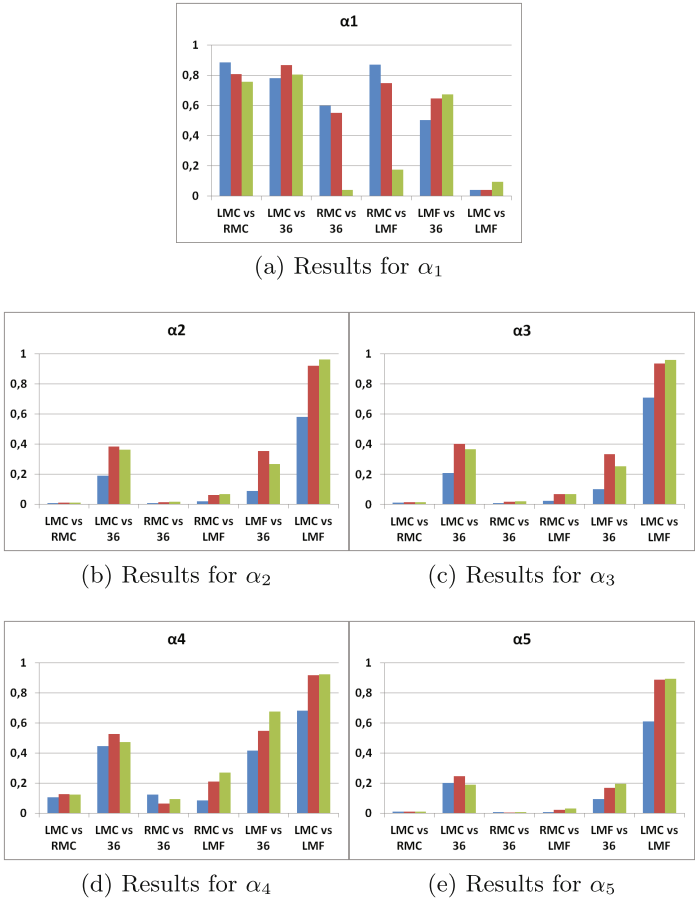 α1
1
0,8
0,6
0,4
0,2
0
LMC vs RMC
LMC vs 36
RMC vs 36
RMC vs LMF
LMF vs 36
LMC vs LMF
(a) Results for α₁
α2
1
0,8
0,6
0,4
0,2
0
LMC vs RMC
LMC vs 36
RMC vs 36
RMC vs LMF
LMF vs 36
LMC vs LMF
(b) Results for α₂
α3
1
0,8
0,6
0,4
0,2
0
LMC vs RMC
LMC vs 36
RMC vs 36
RMC vs LMF
LMF vs 36
LMC vs LMF
(c) Results for α₃
α4
1
0,8
0,6
0,4
0,2
0
LMC vs RMC
LMC vs 36
RMC vs 36
RMC vs LMF
LMF vs 36
LMC vs LMF
(d) Results for α₄
α5
1
0,8
0,6
0,4
0,2
0
LMC vs RMC
LMC vs 36
RMC vs 36
RMC vs LMF
LMF vs 36
LMC vs LMF
(e) Results for α₅